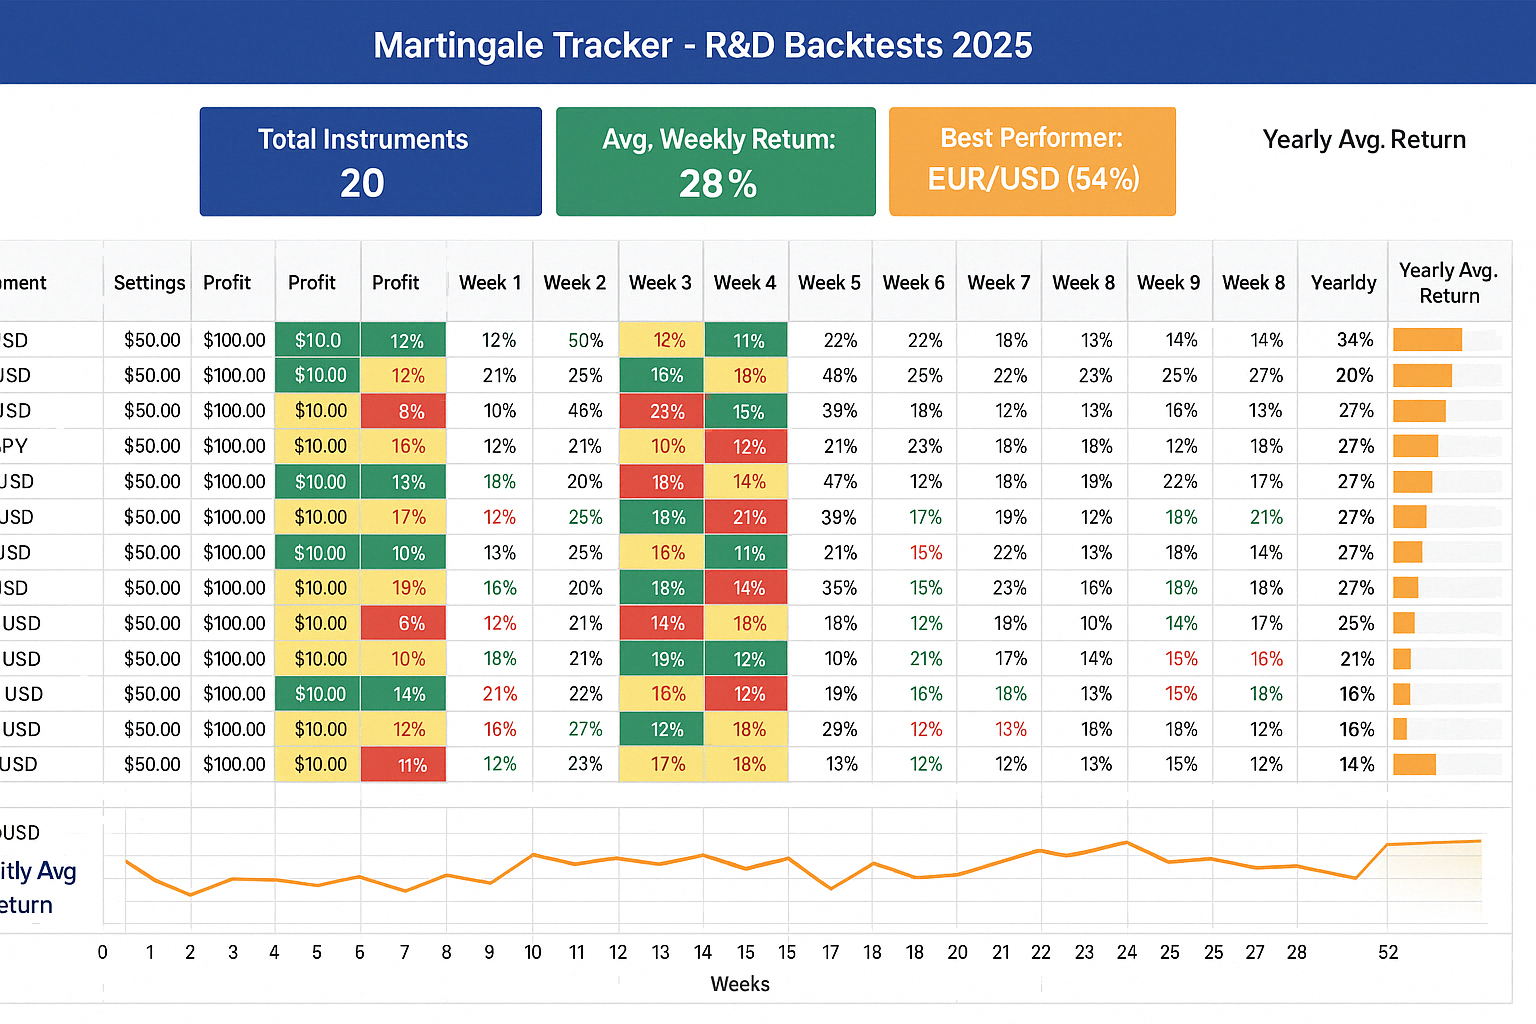 Martingale Tracker - R&D Backtests 2025
Total Instruments
20
Avg, Weekly Retum:
28%
Best Performer:
EUR/USD (54%)
Yearly Avg. Return
ment Settings Profit Profit Profit Week 1 Week 2 Week 3 Week 4 Week 5 Week 6 Week 7 Week 8 Week 9 Week 8 Yearldy Yearly Avg.
Return
SD $50.00 $100.00 $10.0 12% 12% 50% 12% 11% 22% 22% 18% 13% 14% 14% 34%
USD $50.00 $100.00 $10.00 12% 21% 25% 16% 18% 48% 25% 22% 23% 25% 27% 20%
USD $50.00 $100.00 $10.00 8% 10% 46% 23% 15% 39% 18% 12% 13% 16% 13% 27%
PY $50.00 $100.00 $10.00 16% 12% 21% 10% 12% 21% 23% 18% 18% 12% 18% 27%
USD $50.00 $100.00 $10.00 13% 18% 20% 18% 14% 47% 12% 18% 19% 22% 17% 27%
USD $50.00 $100.00 $10.00 17% 12% 25% 18% 21% 39% 17% 19% 12% 18% 21% 27%
USD $50.00 $100.00 $10.00 10% 13% 25% 16% 11% 21% 15% 22% 13% 18% 14% 27%
USD $50.00 $100.00 $10.00 19% 16% 20% 18% 14% 35% 15% 23% 16% 18% 18% 27%
USD $50.00 $100.00 $10.00 6% 12% 21% 14% 18% 18% 12% 19% 10% 14% 17% 25%
USD $50.00 $100.00 $10.00 10% 18% 21% 19% 12% 10% 21% 17% 14% 15% 16% 21%
USD $50.00 $100.00 $10.00 14% 21% 22% 16% 12% 19% 16% 18% 13% 15% 18% 16%
USD $50.00 $100.00 $10.00 12% 16% 27% 12% 18% 29% 12% 13% 18% 18% 12% 16%
USD $50.00 $100.00 $10.00 11% 12% 23% 17% 18% 13% 12% 12% 13% 15% 12% 14%
USD
itly Avg
eturn
0 1 2 3 4 5 6 7 8 9 10 11 12 13 14 15 15 17 18 18 20 21 22 23 24 25 25 27 28 52
Weeks